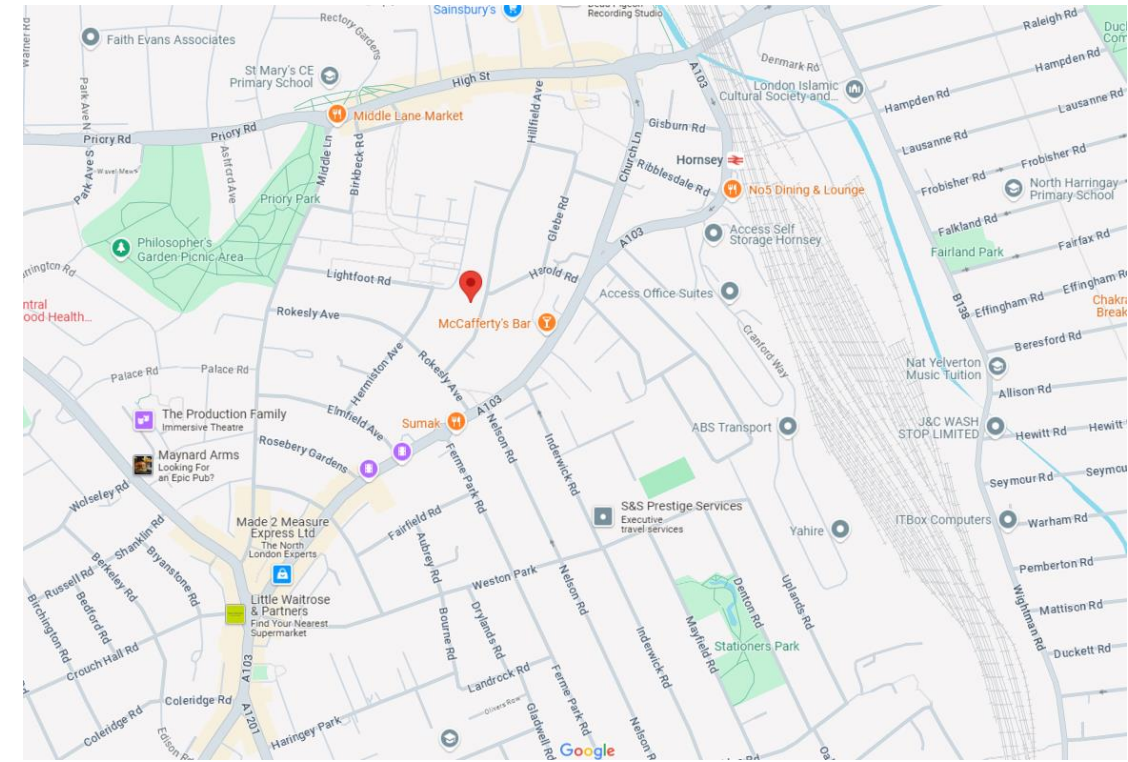 Sainsbury's
Recording Studio
Raleigh Rd
Faith Evans Associates
Rectory Gardens
Hampden Rd
Denmark Rd
A103
St Mary's CE
Primary School
High St
London Islamic
Cultural Society and...
Hampden Rd
Lausanne Rd
Park Ave N
Middle Lane Market
Hillfield Ave
Gisburn Rd
Priory Rd
Priory Rd
Church Ln
Lausanne Rd
Frobisher Rd
Hornsey
Ribblesdale Rd
Ashford Ave
Middle Ln
Birkbeck Rd
Park Ave S
No5 Dining & Lounge
Frobisher Rd
North Harringay
Primary School
Priory Park
Glebe Rd
Falkland Rd
A103
Access Self
Storage Hornsey
Philosopher's
Garden Picnic Area
Fairland Park
Fairfax Rd
Lightfoot Rd
Harold Rd
Effingham Rd
Effingham Rd
Access Office Suites
B138
Rokesly Ave
McCafferty's Bar
Cranford Way
Beresford Rd
Palace Rd
Palace Rd
Hermiston Ave
Rokesly Ave
Nat Yelverton
Music Tuition
Allison Rd
The Production Family
Immersive Theatre
Elmfield Ave
A103
Sumak
ABS Transport
J&C WASH
STOP LIMITED
Hewitt Rd
Rosebery Gardens
Nelson Rd
Inderwick Rd
Maynard Arms
Looking For
an Epic Pub?
Ferme Park Rd
Seymour Rd
Wolseley Rd
S&S Prestige Services
Executive
travel services
Made 2 Measure
Express Ltd
The North
London Experts
Fairfield Rd
Yahire
ITBox Computers
Warham Rd
Shanklin Rd
Bryanstone Rd
Aubrey Rd
Russell Rd
Berkeley Rd
Bedford Rd
Birchington Rd
Weston Park
Nelson Rd
Denton Rd
Uplands Rd
Pemberton Rd
Little Waitrose
& Partners
Find Your Nearest
Supermarket
Wightman Rd
Mattison Rd
Bourne Rd
Drylands Rd
Inderwick Rd
Mayfield Rd
Stationers Park
Duckett Rd
Crouch Hall Rd
A103
Landrock Rd
Ferme Park Rd
Coleridge Rd
Olivers Row
Coleridge Rd
A1201
Edison Rd
Haringey Park
Gladwell Rd
Nelson Rd
Google